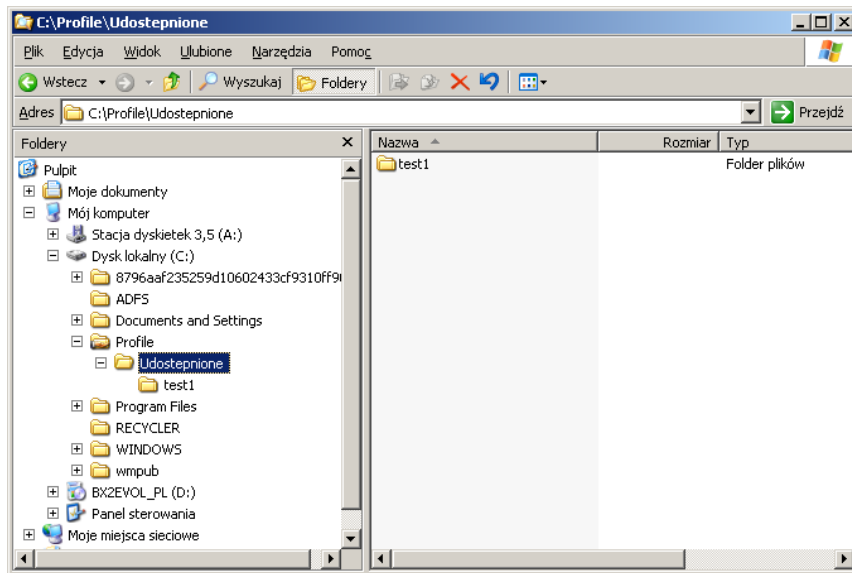 C:\Profile\Udostepnione
Plik Edycja Widok Ulubione Narzędzia Pomoc
Wstecz Wyszukaj Foldery
Adres C:\Profile\Udostepnione Przejdź
Foldery x Nazwa Rozmiar Typ
test1 Folder plików
Pulpit
Moje dokumenty
Mój komputer
Stacja dyskietek 3,5 (A:)
Dysk lokalny (C:)
8796aaf235259d10602433cf9310ff9
ADFS
Documents and Settings
Profile
Udostepnione
test1
Program Files
RECYCLER
WINDOWS
wmpub
BX2EVOL_PL (D:)
Panel sterowania
Moje miejsca sieciowe